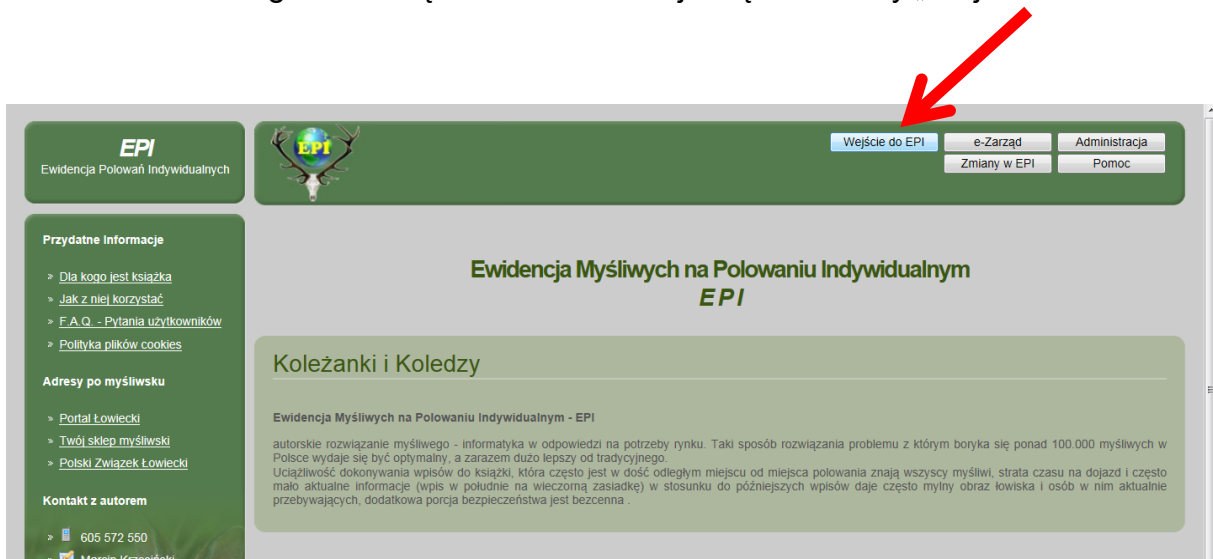 EPI
Ewidencja Polowań Indywidualnych
EPI
Wejście do EPI
e-Zarząd
Administracja
Zmiany w EPI
Pomoc
Przydatne Informacje
» Dla kogo jest książka
» Jak z niej korzystać
» F.A.Q. - Pytania użytkowników
» Polityka plików cookies
Adresy po myśliwsku
» Portal Łowiecki
» Twój sklep myśliwski
» Polski Związek Łowiecki
Kontakt z autorem
» 605 572 550
Ewidencja Myśliwych na Polowaniu Indywidualnym
EPI
Koleżanki i Koledzy
Ewidencja Myśliwych na Polowaniu Indywidualnym - EPI
autorskie rozwiązanie myśliwego - informatyka w odpowiedzi na potrzeby rynku. Taki sposób rozwiązania problemu z którym boryka się ponad 100.000 myśliwych w
Polsce wydaje się być optymalny, a zarazem dużo lepszy od tradycyjnego.
Uciążliwość dokonywania wpisów do książki, która często jest w dość odległym miejscu od miejsca polowania znają wszyscy myśliwi, strata czasu na dojazd i często
mało aktualne informacje (wpis w południe na wieczorną zasiadkę) w stosunku do późniejszych wpisów daje często mylny obraz łowiska i osób w nim aktualnie
przebywających, dodatkowa porcja bezpieczeństwa jest bezcenna .